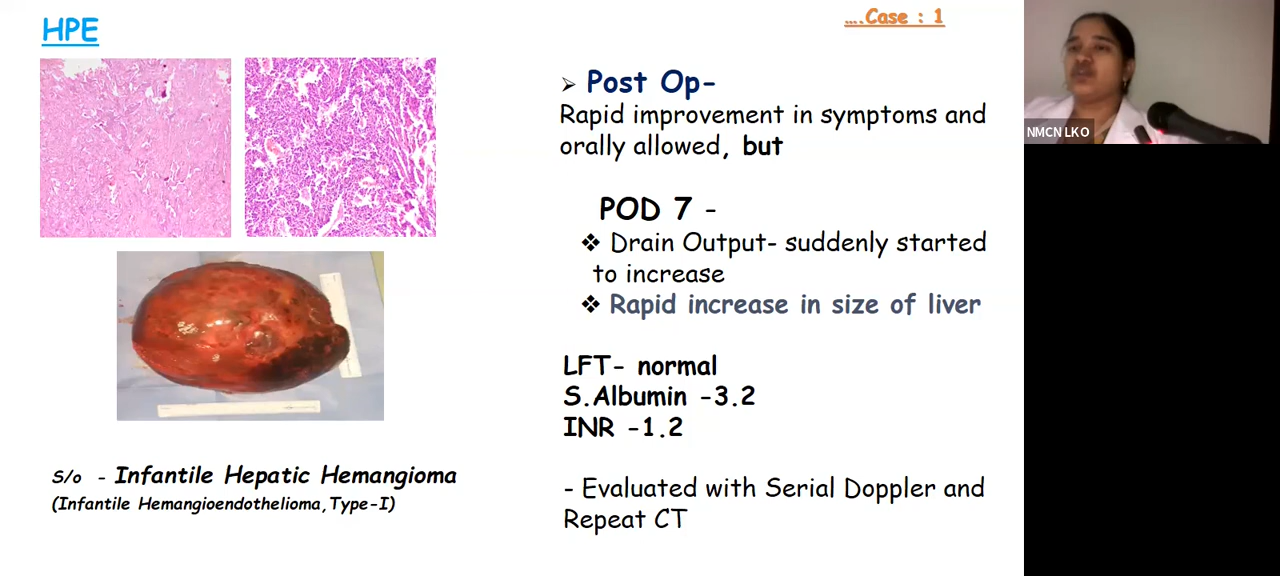 HPE
….Case : 1
➢ Post Op-
Rapid improvement in symptoms and
orally allowed, but
POD 7 -
❖ Drain Output- suddenly started
to increase
❖ Rapid increase in size of liver
LFT- normal
S.Albumin -3.2
INR -1.2
- Evaluated with Serial Doppler and
Repeat CT
S/o - Infantile Hepatic Hemangioma
(Infantile Hemangioendothelioma,Type-I)
NMCN LKO